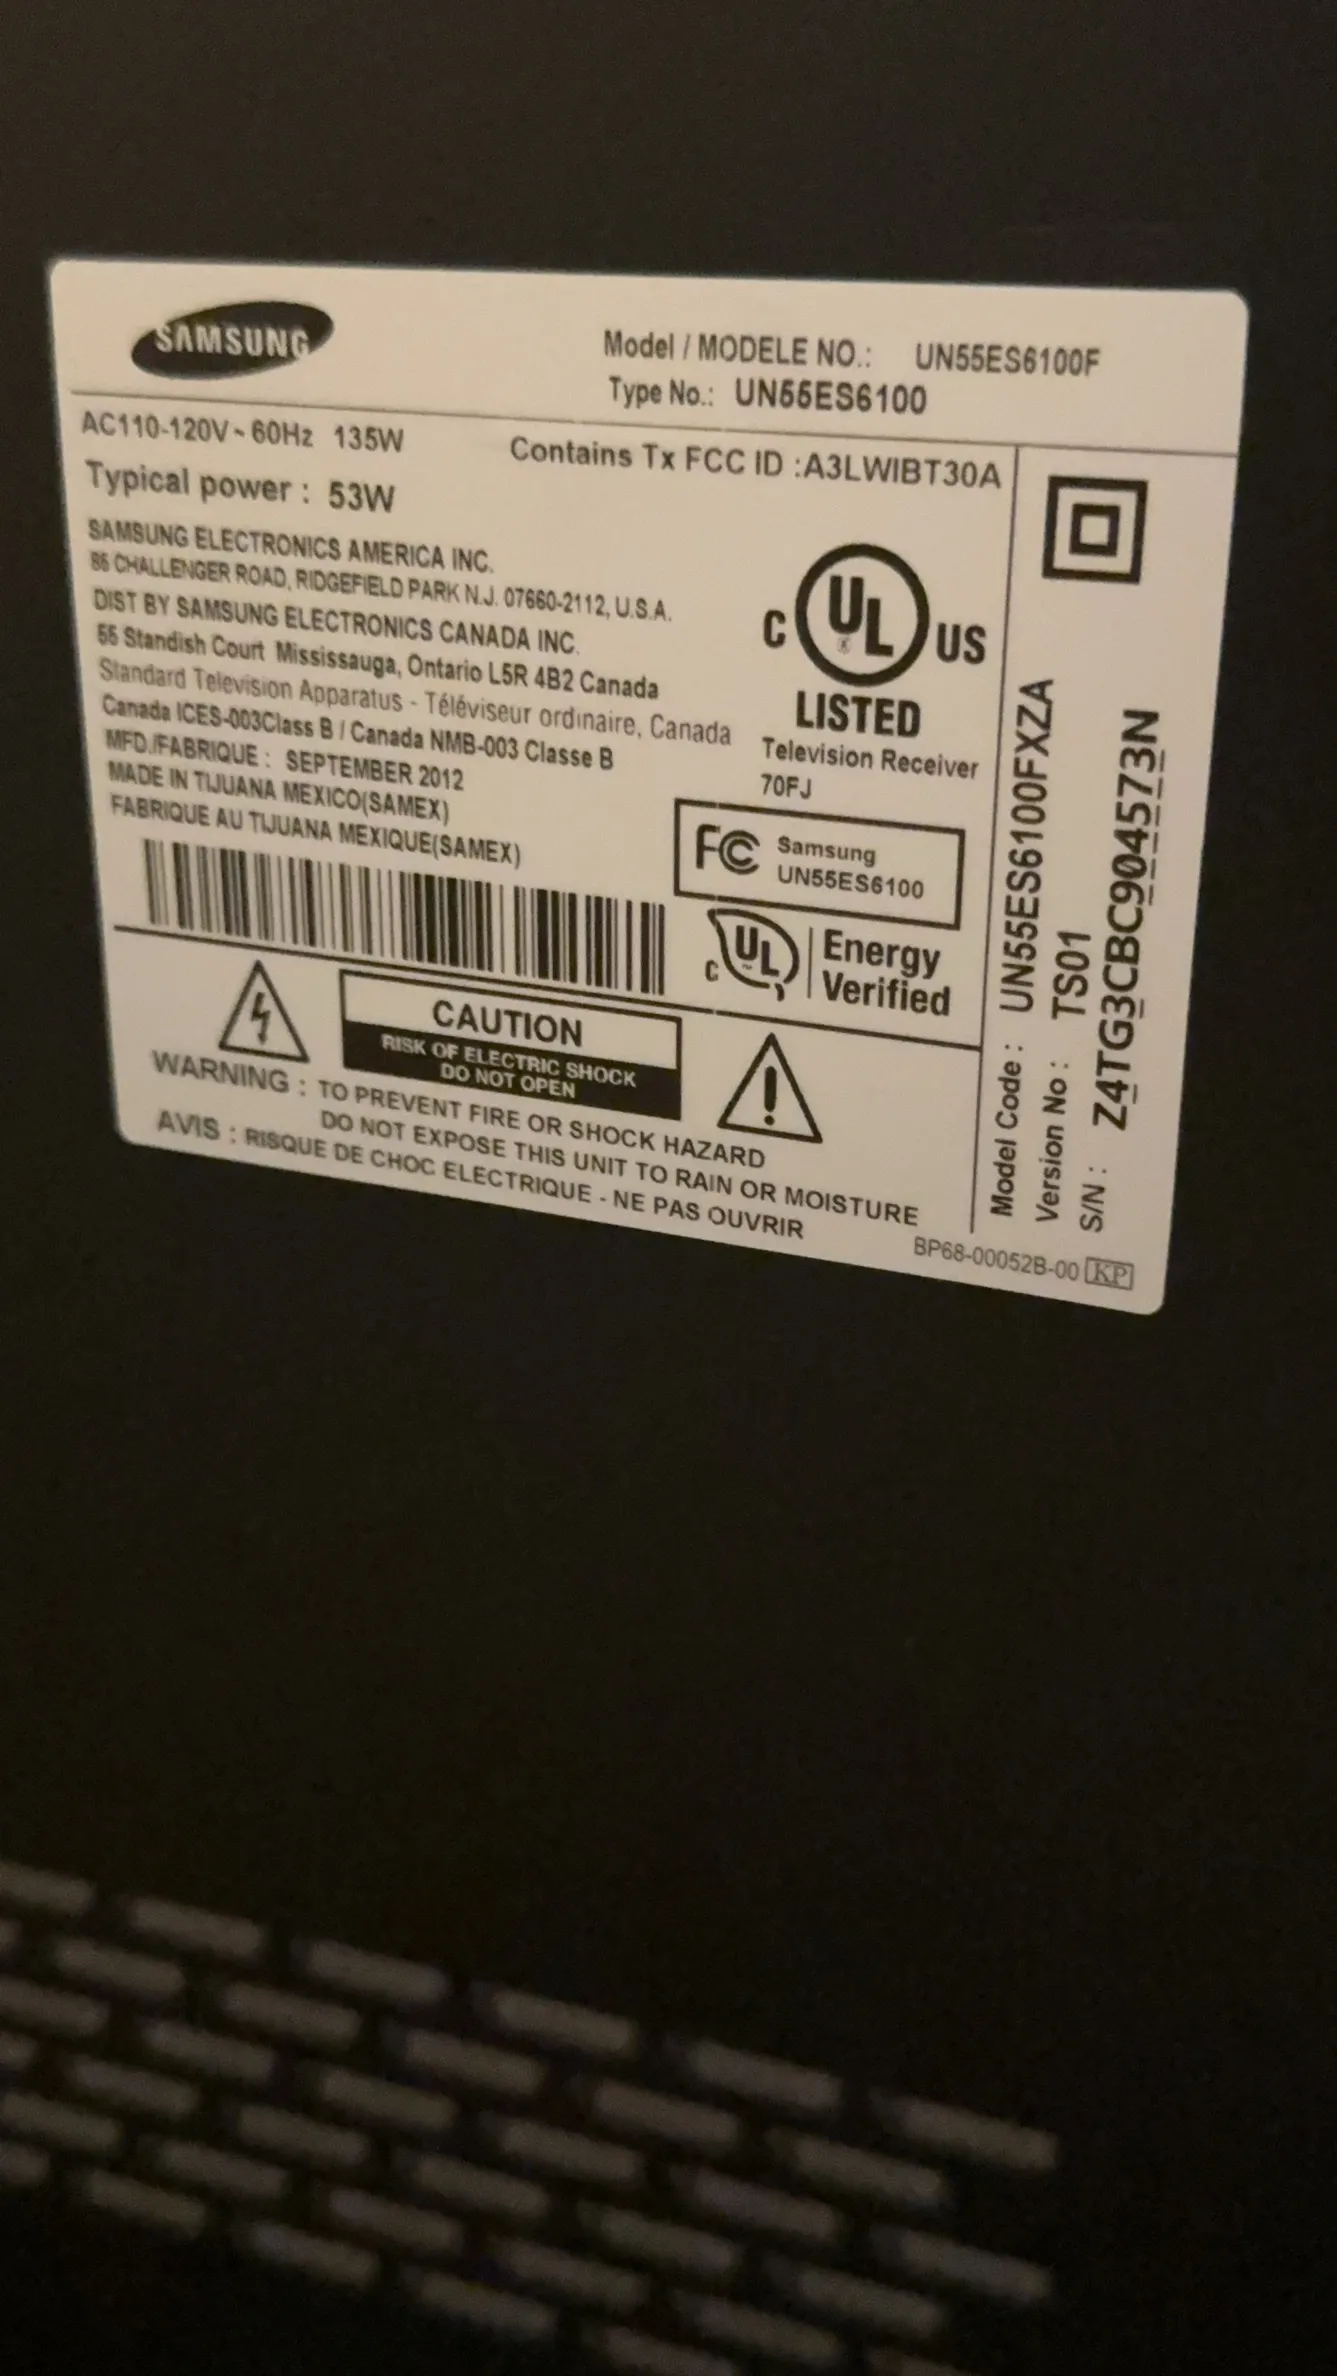 SAMSUNG
Model / MODELE NO.: UN55ES6100F
Type No.: UN55ES6100
AC110-120V~60Hz 135W
Contains Tx FCC ID :A3LWIBT30A
Typical power : 53W
SAMSUNG ELECTRONICS AMERICA INC.
85 CHALLENGER ROAD, RIDGEFIELD PARK N.J. 07660-2112, U.S.A.
DIST BY SAMSUNG ELECTRONICS CANADA INC.
55 Standish Court Mississauga, Ontario L5R 4B2 Canada
Standard Television Apparatus - Téléviseur ordinaire, Canada
Canada ICES-003Class B / Canada NMB-003 Classe B
MFD./FABRIQUE : SEPTEMBER 2012
MADE IN TIJUANA MEXICO(SAMEX)
FABRIQUE AU TIJUANA MEXIQUE(SAMEX)
C UL US
LISTED
Television Receiver
70FJ
FC Samsung
UN55ES6100
C UL Energy
Verified
CAUTION
RISK OF ELECTRIC SHOCK
DO NOT OPEN
WARNING : TO PREVENT FIRE OR SHOCK HAZARD
DO NOT EXPOSE THIS UNIT TO RAIN OR MOISTURE
AVIS : RISQUE DE CHOC ELECTRIQUE - NE PAS OUVRIR
Model Code : UN55ES6100FXZA
Version No : TS01
S/N : Z4TG3CBC904573N
BP68-00052B-00 KP